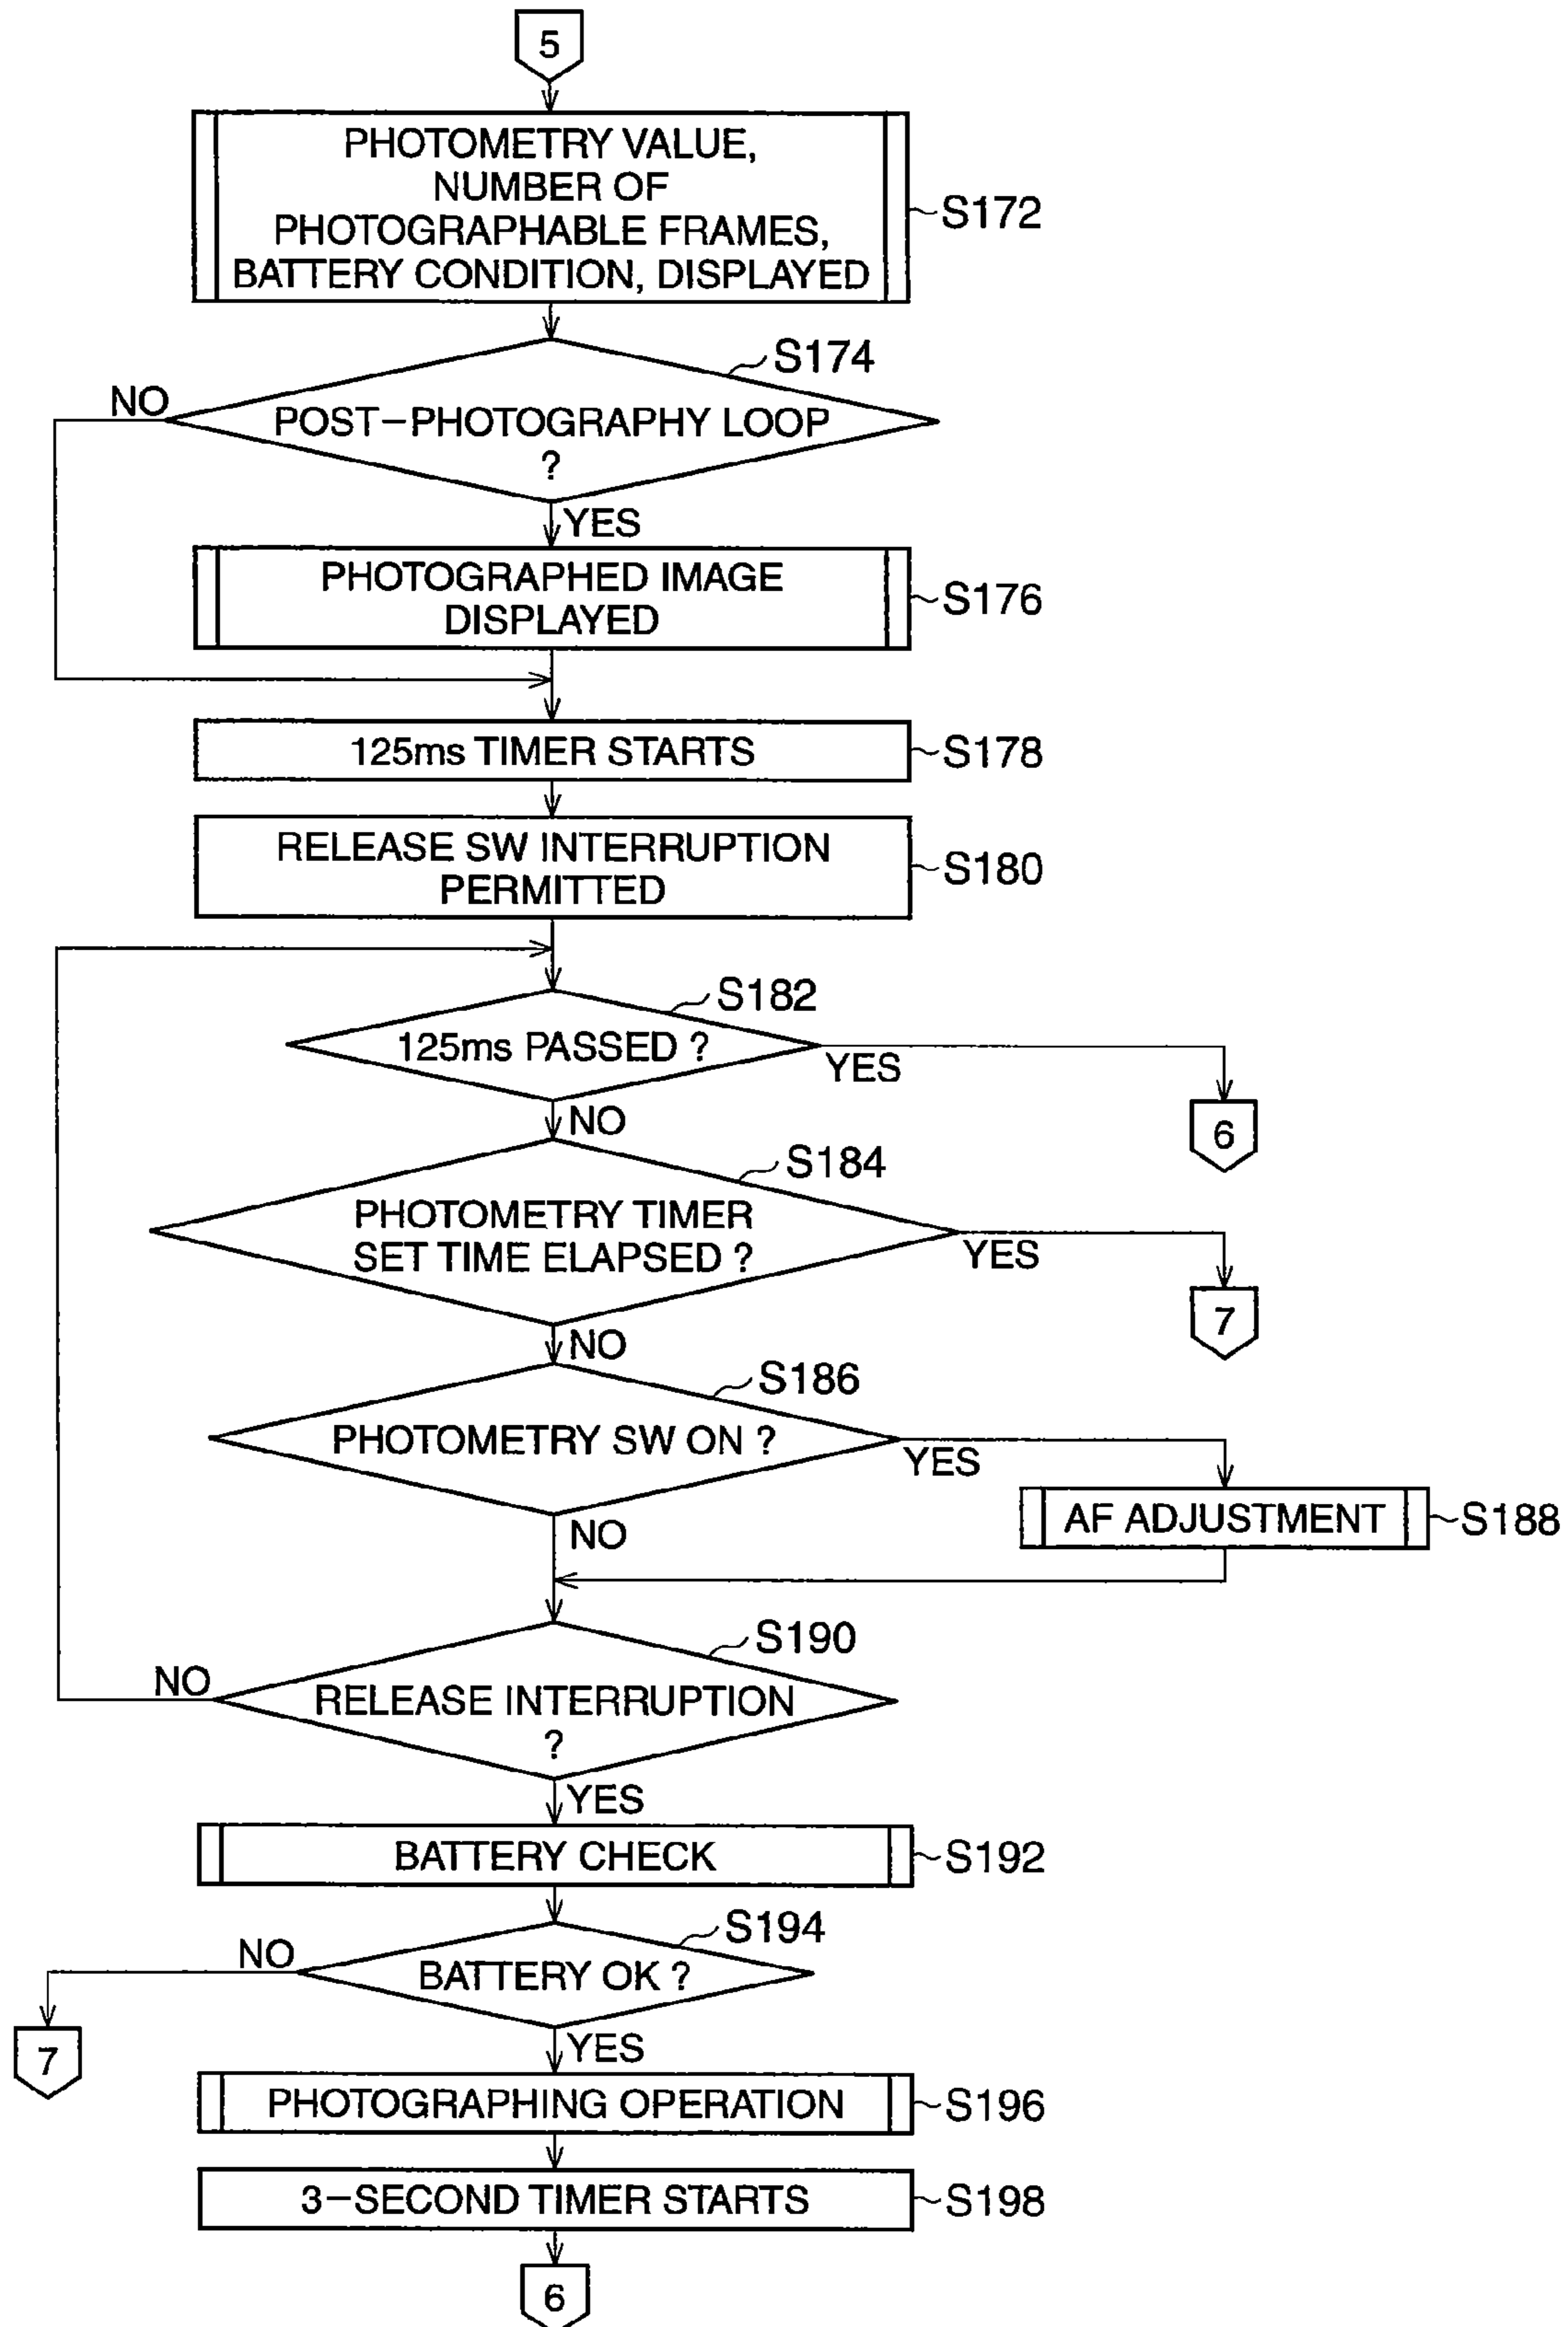 5
PHOTOMETRY VALUE,
NUMBER OF
PHOTOGRAPHABLE FRAMES,
BATTERY CONDITION, DISPLAYED
S172
S174
NO
POST-PHOTOGRAPHY LOOP
?
YES
PHOTOGRAPHED IMAGE
DISPLAYED
S176
125ms TIMER STARTS
S178
RELEASE SW INTERRUPTION
PERMITTED
S180
S182
125ms PASSED ?
YES
6
NO
S184
PHOTOMETRY TIMER
SET TIME ELAPSED ?
YES
7
NO
S186
PHOTOMETRY SW ON ?
YES
AF ADJUSTMENT
S188
NO
S190
NO
RELEASE INTERRUPTION
?
YES
BATTERY CHECK
S192
S194
NO
BATTERY OK ?
7
YES
PHOTOGRAPHING OPERATION
S196
3-SECOND TIMER STARTS
S198
6